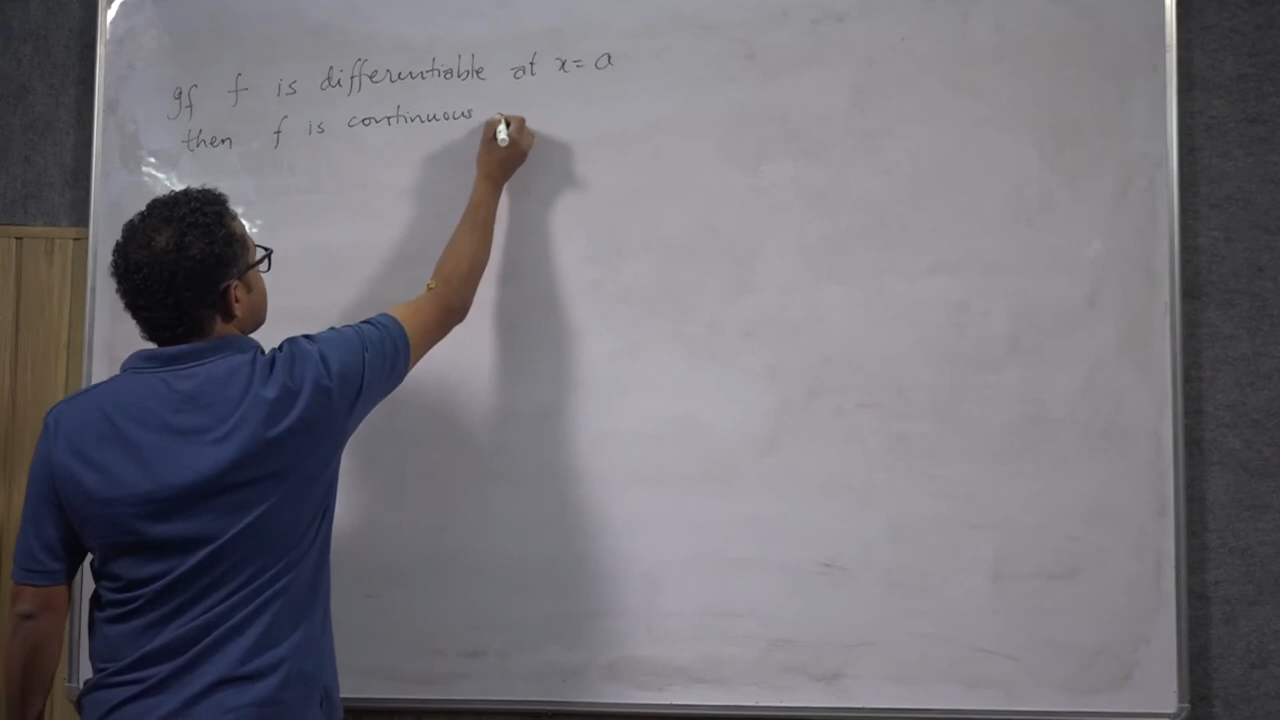 If f is differentiable at x = a
then f is continuous